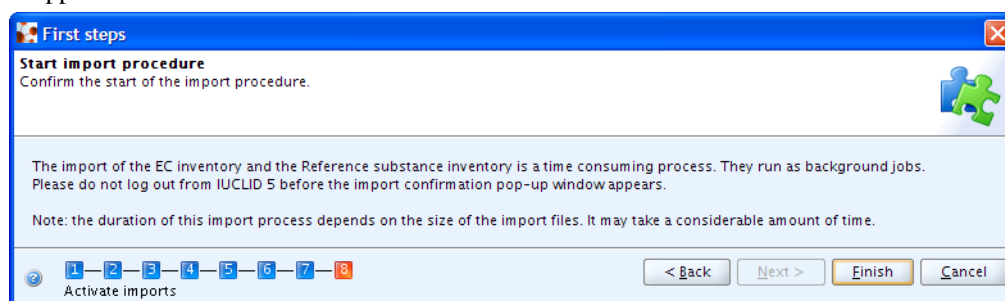 First steps
Start import procedure
Confirm the start of the import procedure.
The import of the EC inventory and the Reference substance inventory is a time consuming process. They run as background jobs.
Please do not log out from IUCLID 5 before the import confirmation pop-up window appears.
Note: the duration of this import process depends on the size of the import files. It may take a considerable amount of time.
1 2 3 4 5 6 7 8
Activate imports
< Back Next > Finish Cancel